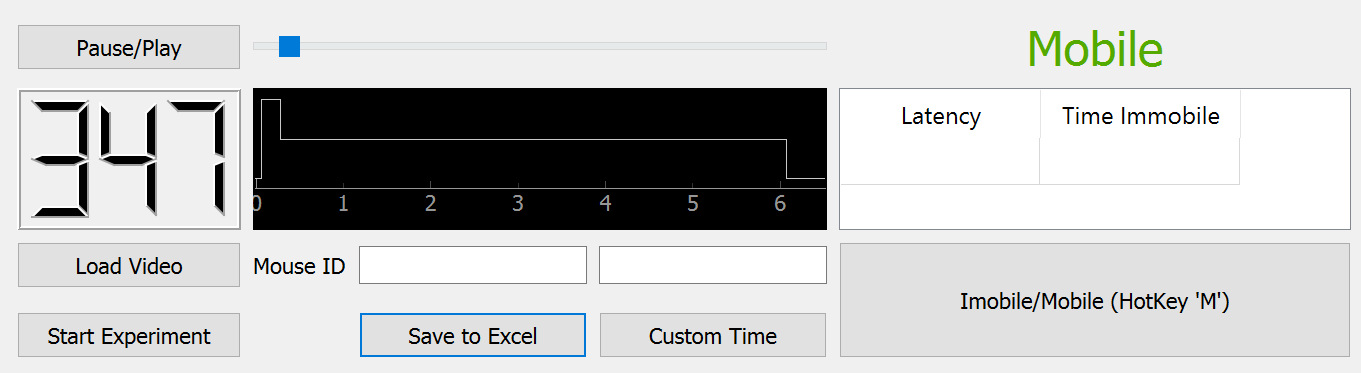 Pause/Play
Mobile
347
0 1 2 3 4 5 6
Latency Time Immobile
Load Video
Mouse ID
Imobile/Mobile (HotKey 'M')
Start Experiment
Save to Excel
Custom Time